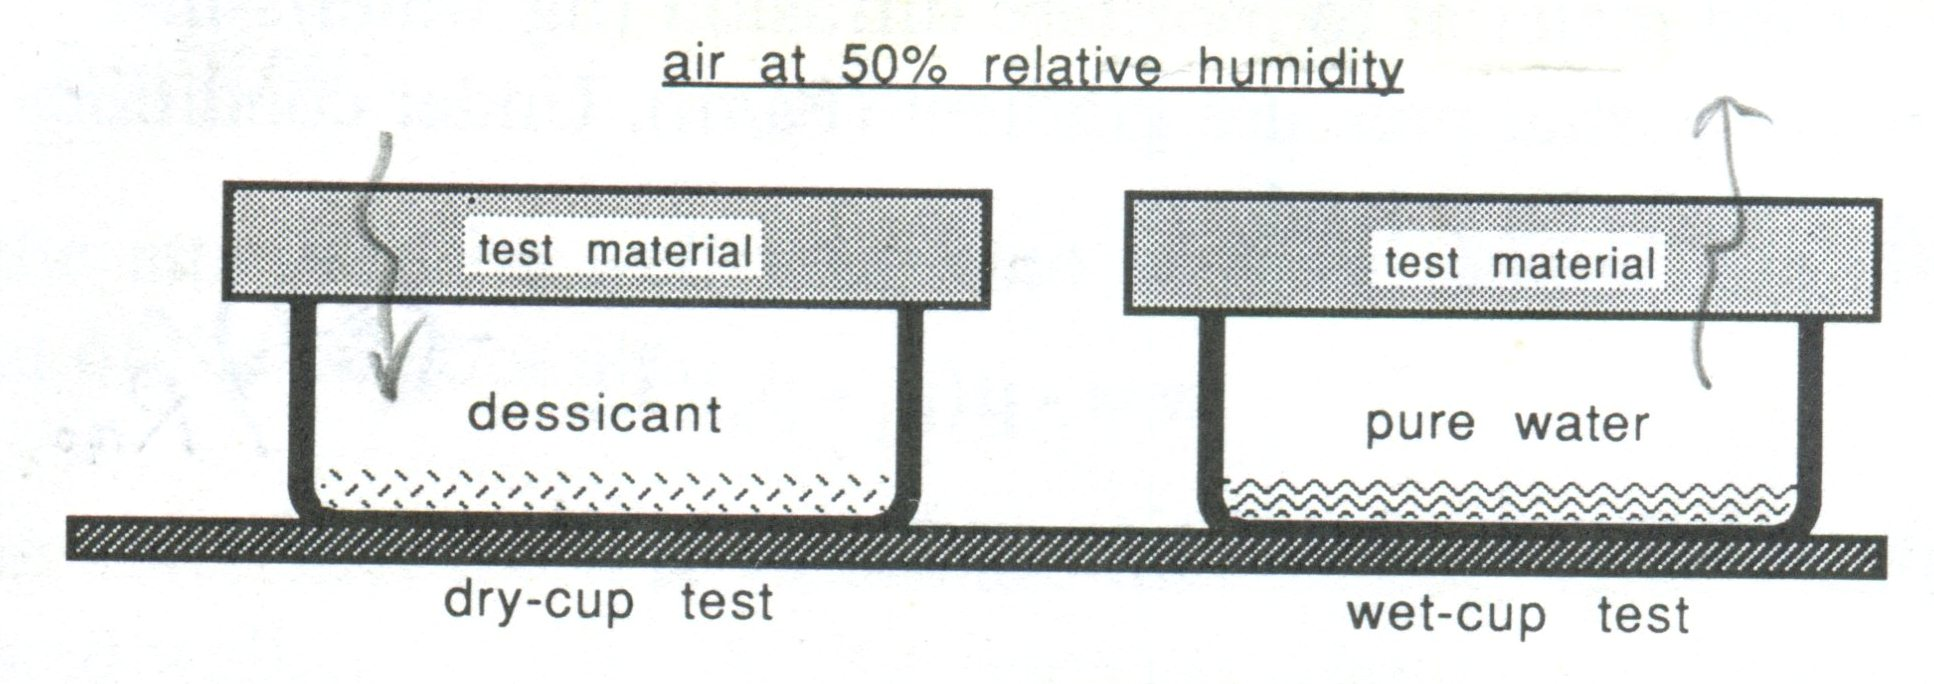 air at 50% relative humidity
test material
test material
dessicant
pure water
dry-cup test
wet-cup test